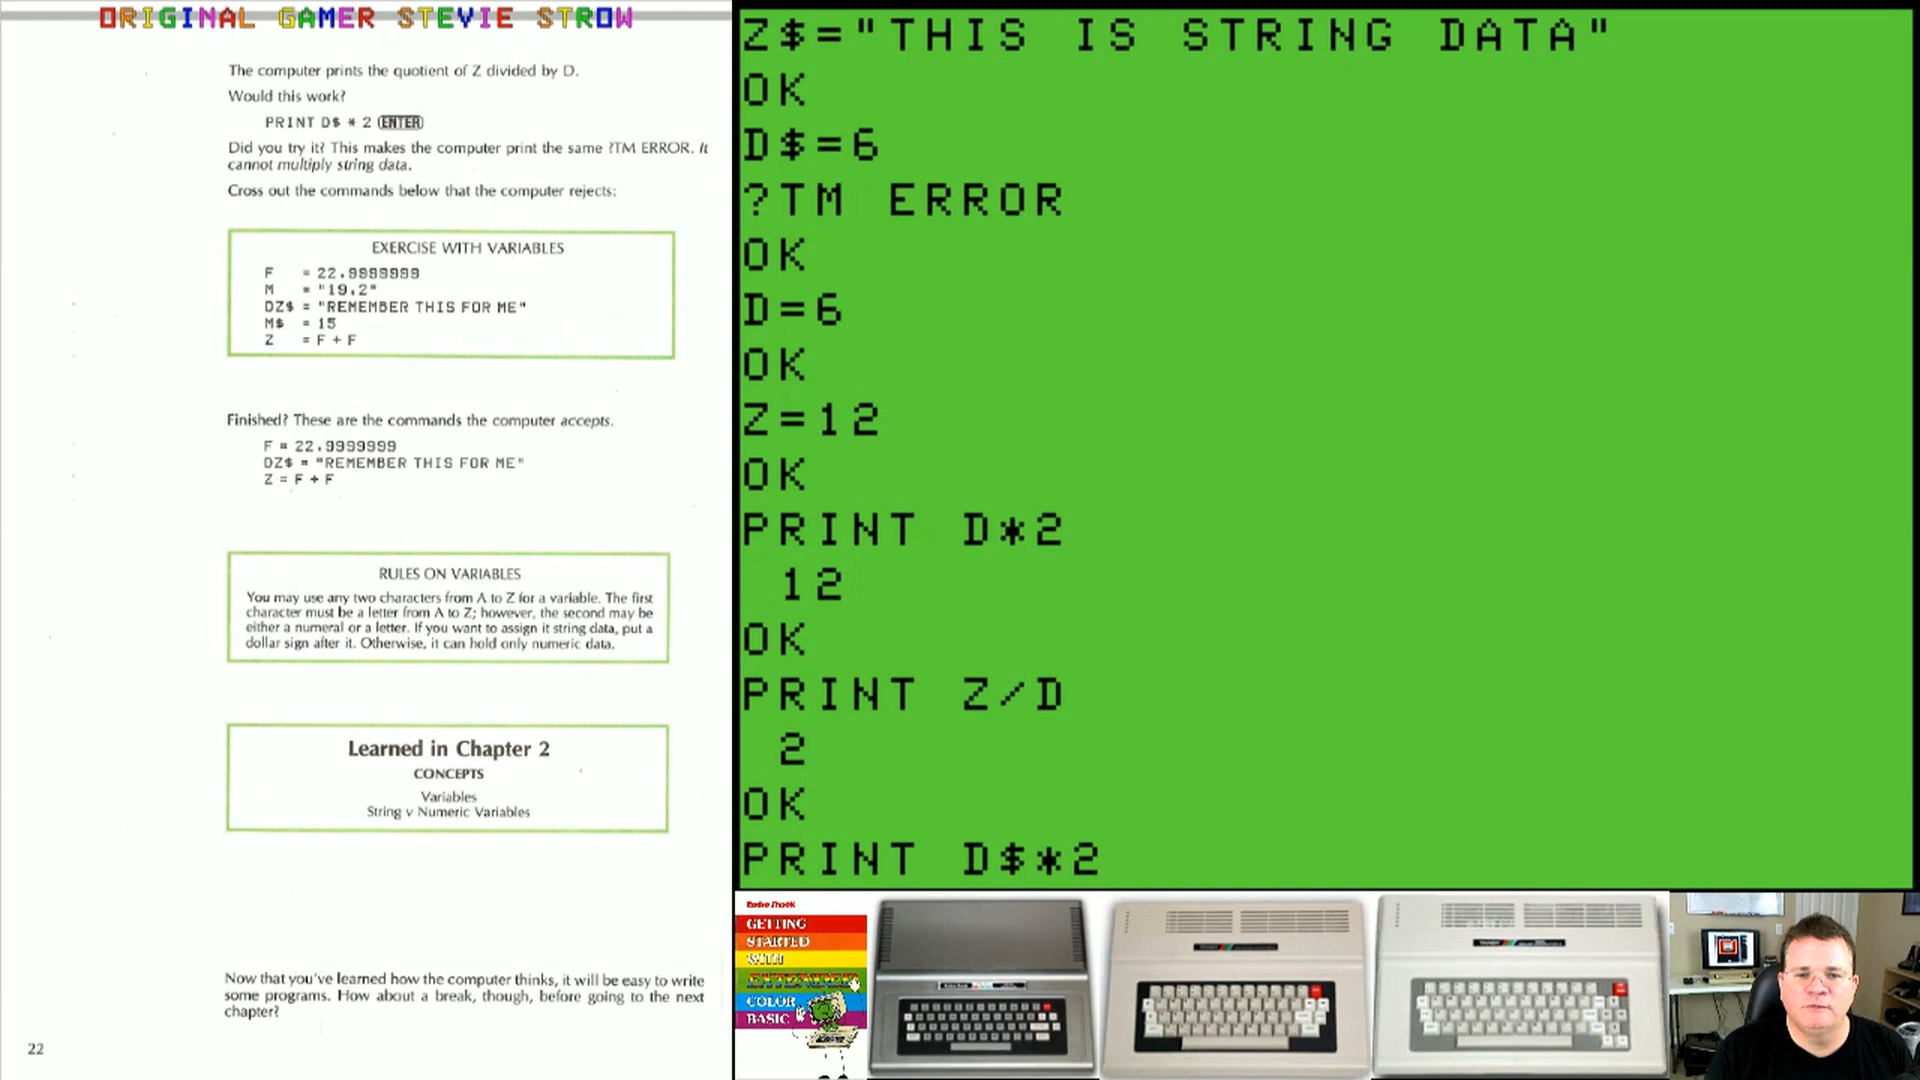 ORIGINAL GAMER STEVIE STROW
The computer prints the quotient of Z divided by D.
Would this work?
PRINT D$ * 2 ENTER
Did you try it? This makes the computer print the same ?TM ERROR. It
cannot multiply string data.
Cross out the commands below that the computer rejects:
EXERCISE WITH VARIABLES
F = 22.9999999
M = "19.2"
DZ$ = "REMEMBER THIS FOR ME"
M$ = 15
Z = F + F
Finished? These are the commands the computer accepts.
F = 22.9999999
DZ$ = "REMEMBER THIS FOR ME"
Z = F + F
RULES ON VARIABLES
You may use any two characters from A to Z for a variable. The first
character must be a letter from A to Z; however, the second may be
either a numeral or a letter. If you want to assign it string data, put a
dollar sign after it. Otherwise, it can hold only numeric data.
Learned in Chapter 2
CONCEPTS
Variables
String v Numeric Variables
Now that you've learned how the computer thinks, it will be easy to write
some programs. How about a break, though, before going to the next
chapter?
22
Z$="THIS IS STRING DATA"
OK
D$=6
?TM ERROR
OK
D=6
OK
Z=12
OK
PRINT D*2
12
OK
PRINT Z/D
2
OK
PRINT D$*2
Radio Shack
GETTING
STARTED
WITH
EXTENDED
COLOR
BASIC